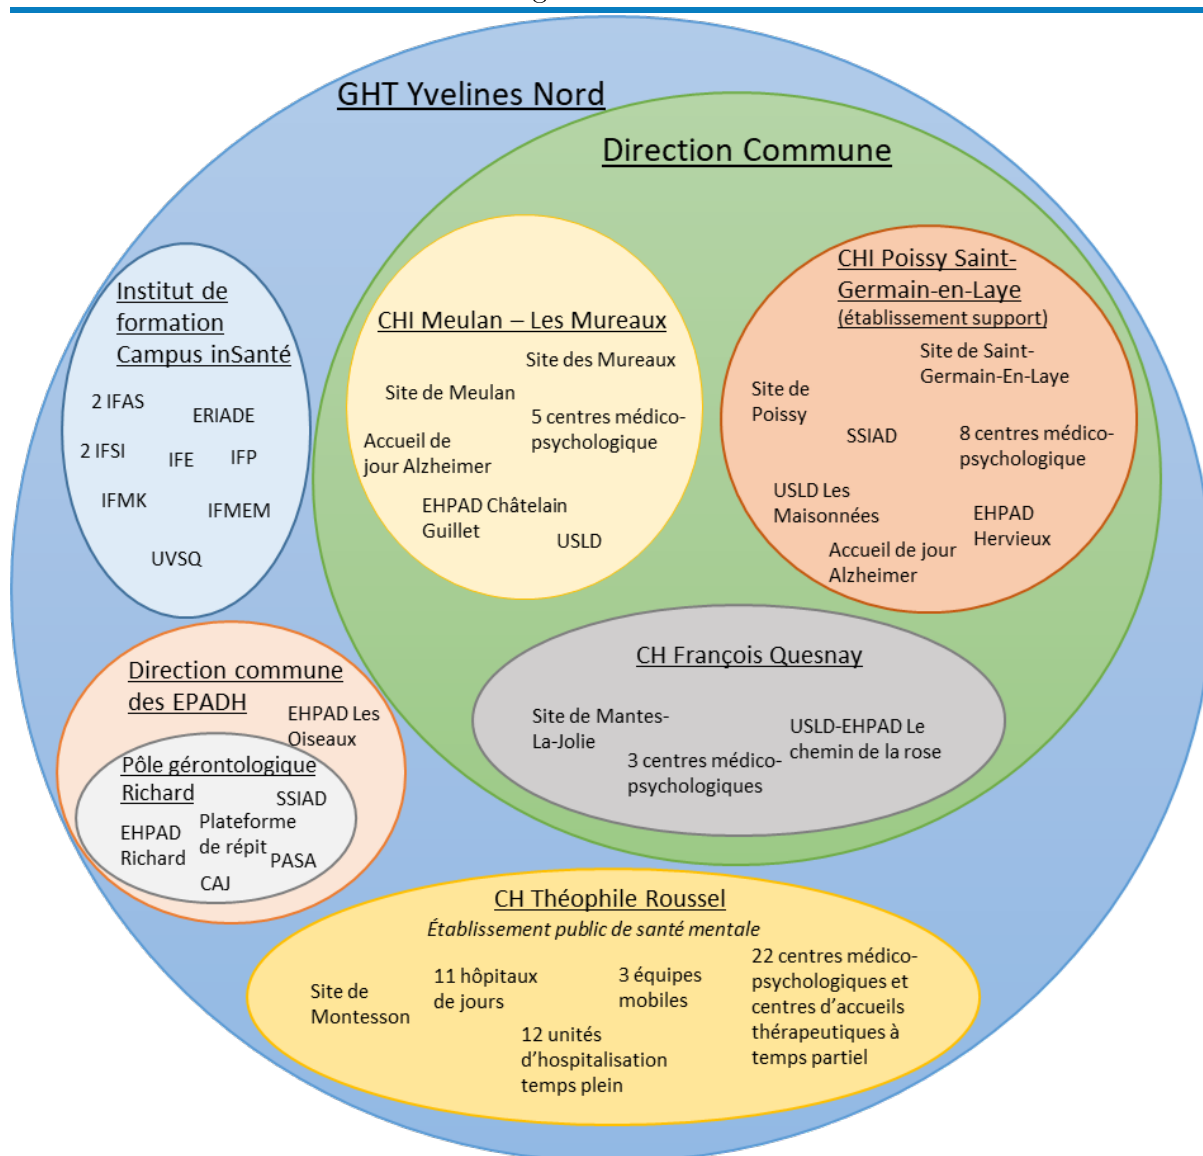 GHT Yvelines Nord
Direction Commune
Institut de
formation
Campus inSanté
2 IFAS
ERIADE
2 IFSI
IFE
IFP
IFMK
IFMEM
UVSQ
CHI Meulan – Les Mureaux
Site des Mureaux
Site de Meulan
5 centres médico-
psychologique
Accueil de
jour Alzheimer
EHPAD Châtelain
Guillet
USLD
CHI Poissy Saint-
Germain-en-Laye
(établissement support)
Site de Saint-
Germain-En-Laye
Site de
Poissy
SSIAD
8 centres médico-
psychologique
USLD Les
Maisonnées
EHPAD
Hervieux
Accueil de jour
Alzheimer
CH François Quesnay
Site de Mantes-
La-Jolie
USLD-EHPAD Le
chemin de la rose
3 centres médico-
psychologiques
Direction commune
des EPADH
EHPAD Les
Oiseaux
Pôle gérontologique
Richard
SSIAD
EHPAD
Richard
Plateforme
de répit
PASA
CAJ
CH Théophile Roussel
Établissement public de santé mentale
Site de
Montesson
11 hôpitaux
de jours
12 unités
d’hospitalisation
temps plein
3 équipes
mobiles
22 centres médico-
psychologiques et
centres d’accueils
thérapeutiques à
temps partiel